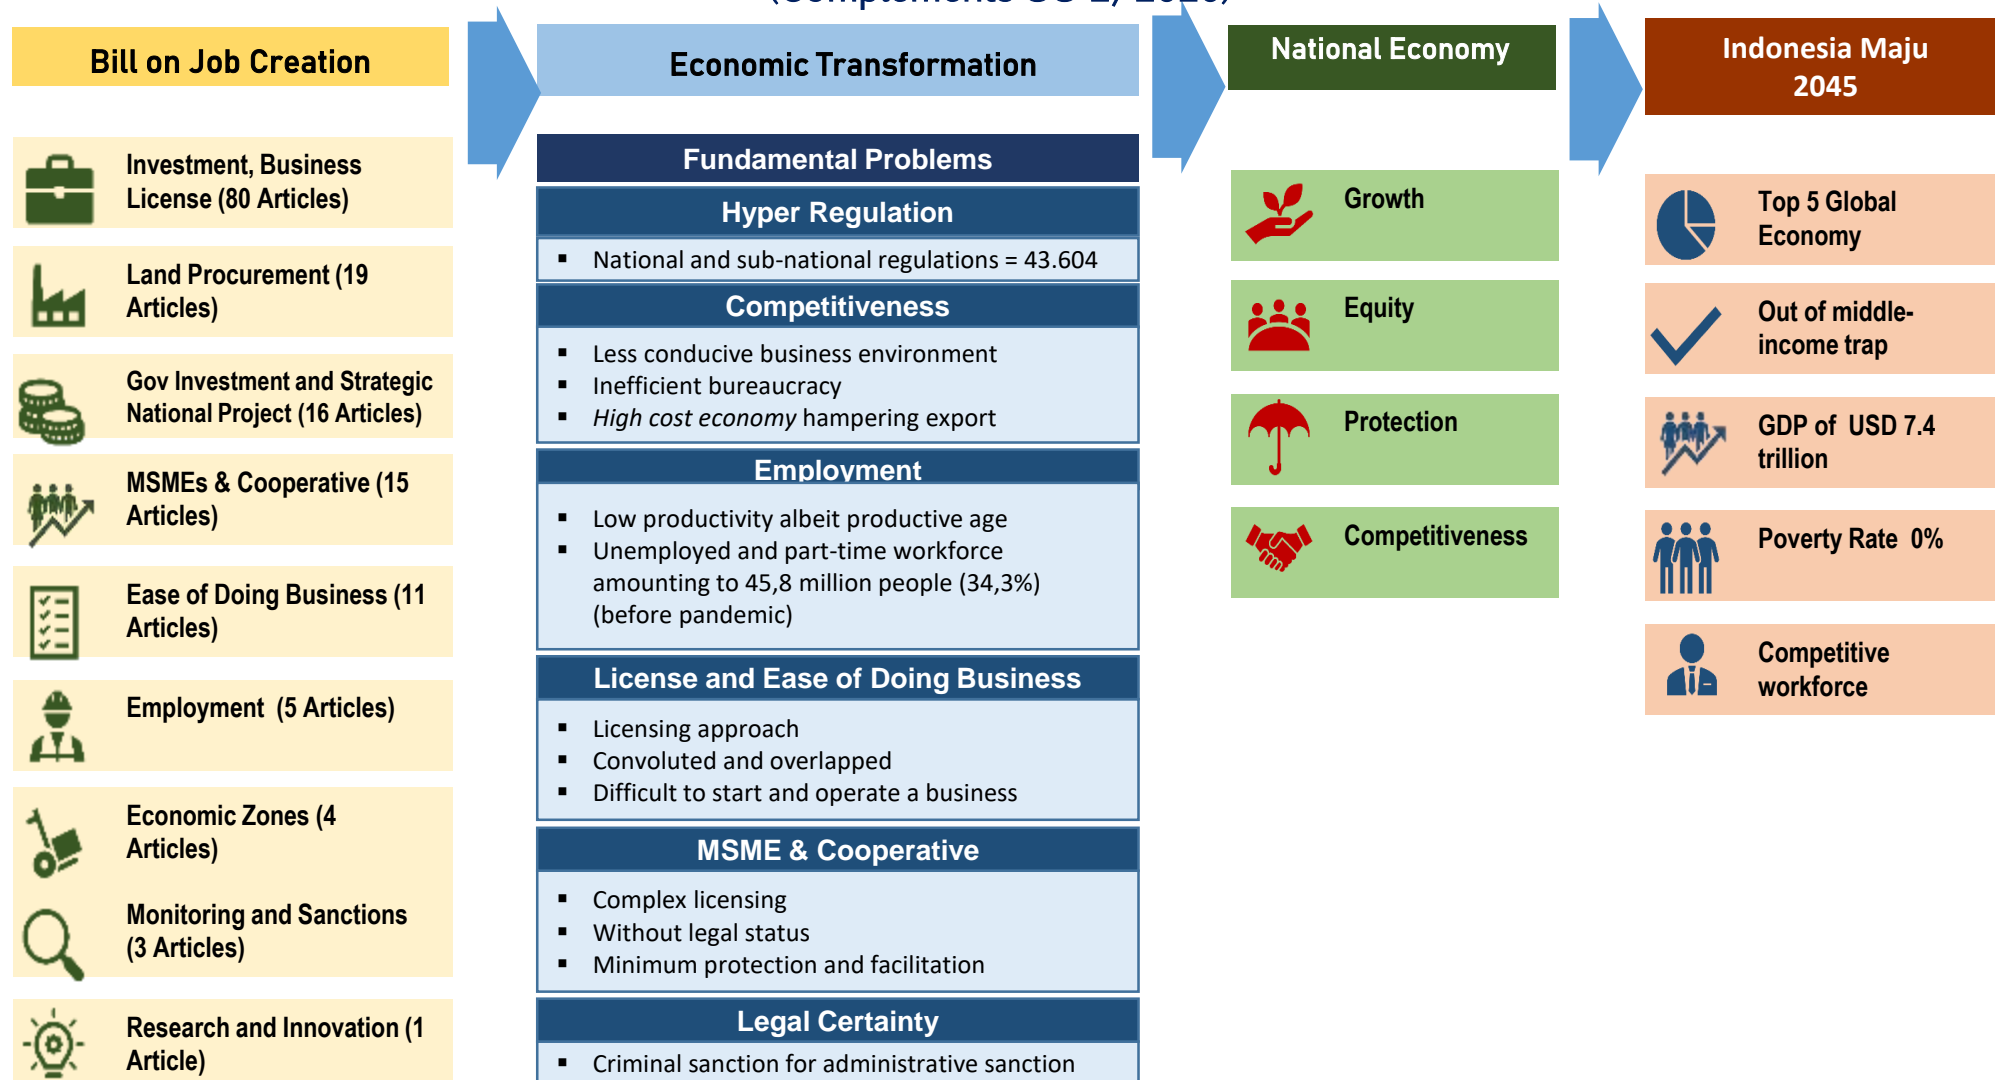 Bill on Job Creation
Investment, Business
License (80 Articles)
Land Procurement (19
Articles)
Gov Investment and Strategic
National Project (16 Articles)
MSMEs & Cooperative (15
Articles)
Ease of Doing Business (11
Articles)
Employment (5 Articles)
Economic Zones (4
Articles)
Monitoring and Sanctions
(3 Articles)
Research and Innovation (1
Article)
Economic Transformation
Fundamental Problems
Hyper Regulation
▪ National and sub-national regulations = 43.604
Competitiveness
▪ Less conducive business environment
▪ Inefficient bureaucracy
▪ High cost economy hampering export
Employment
▪ Low productivity albeit productive age
▪ Unemployed and part-time workforce
amounting to 45,8 million people (34,3%)
(before pandemic)
License and Ease of Doing Business
▪ Licensing approach
▪ Convoluted and overlapped
▪ Difficult to start and operate a business
MSME & Cooperative
▪ Complex licensing
▪ Without legal status
▪ Minimum protection and facilitation
Legal Certainty
▪ Criminal sanction for administrative sanction
National Economy
Growth
Equity
Protection
Competitiveness
Indonesia Maju
2045
Top 5 Global
Economy
Out of middle-
income trap
GDP of USD 7.4
trillion
Poverty Rate 0%
Competitive
workforce